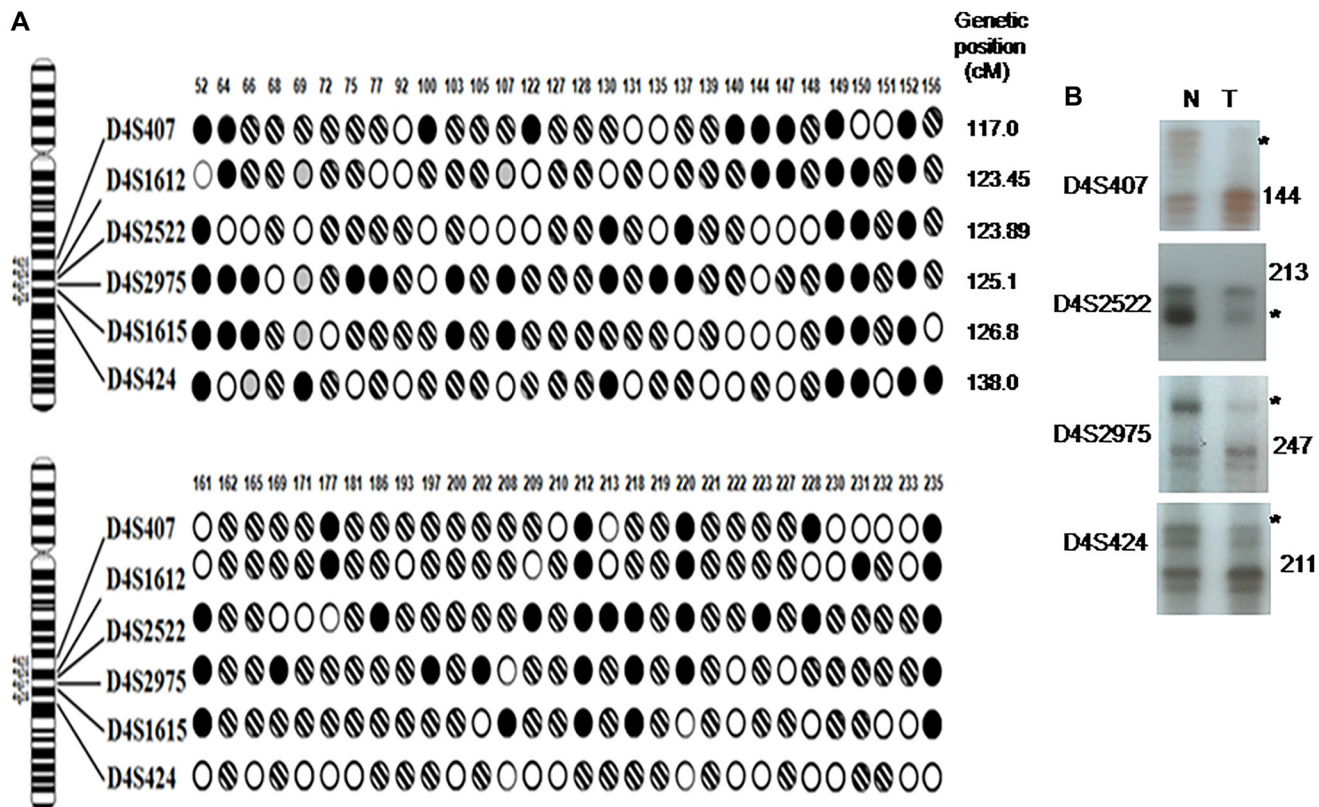 A
Genetic
position
(cM)
52 64 66 68 69 72 75 77 92 100 103 105 107 122 127 128 130 131 135 137 139 140 144 147 148 149 150 151 152 156
D4S407 117.0
D4S1612 123.45
D4S2522 123.89
D4S2975 125.1
D4S1615 126.8
D4S424 138.0
161 162 165 169 171 177 181 186 193 197 200 202 208 209 210 212 213 218 219 220 221 222 223 227 228 230 231 232 233 235
D4S407
D4S1612
D4S2522
D4S2975
D4S1615
D4S424
B
N T
D4S407 * 144
D4S2522 213 *
D4S2975 * 247
D4S424 * 211